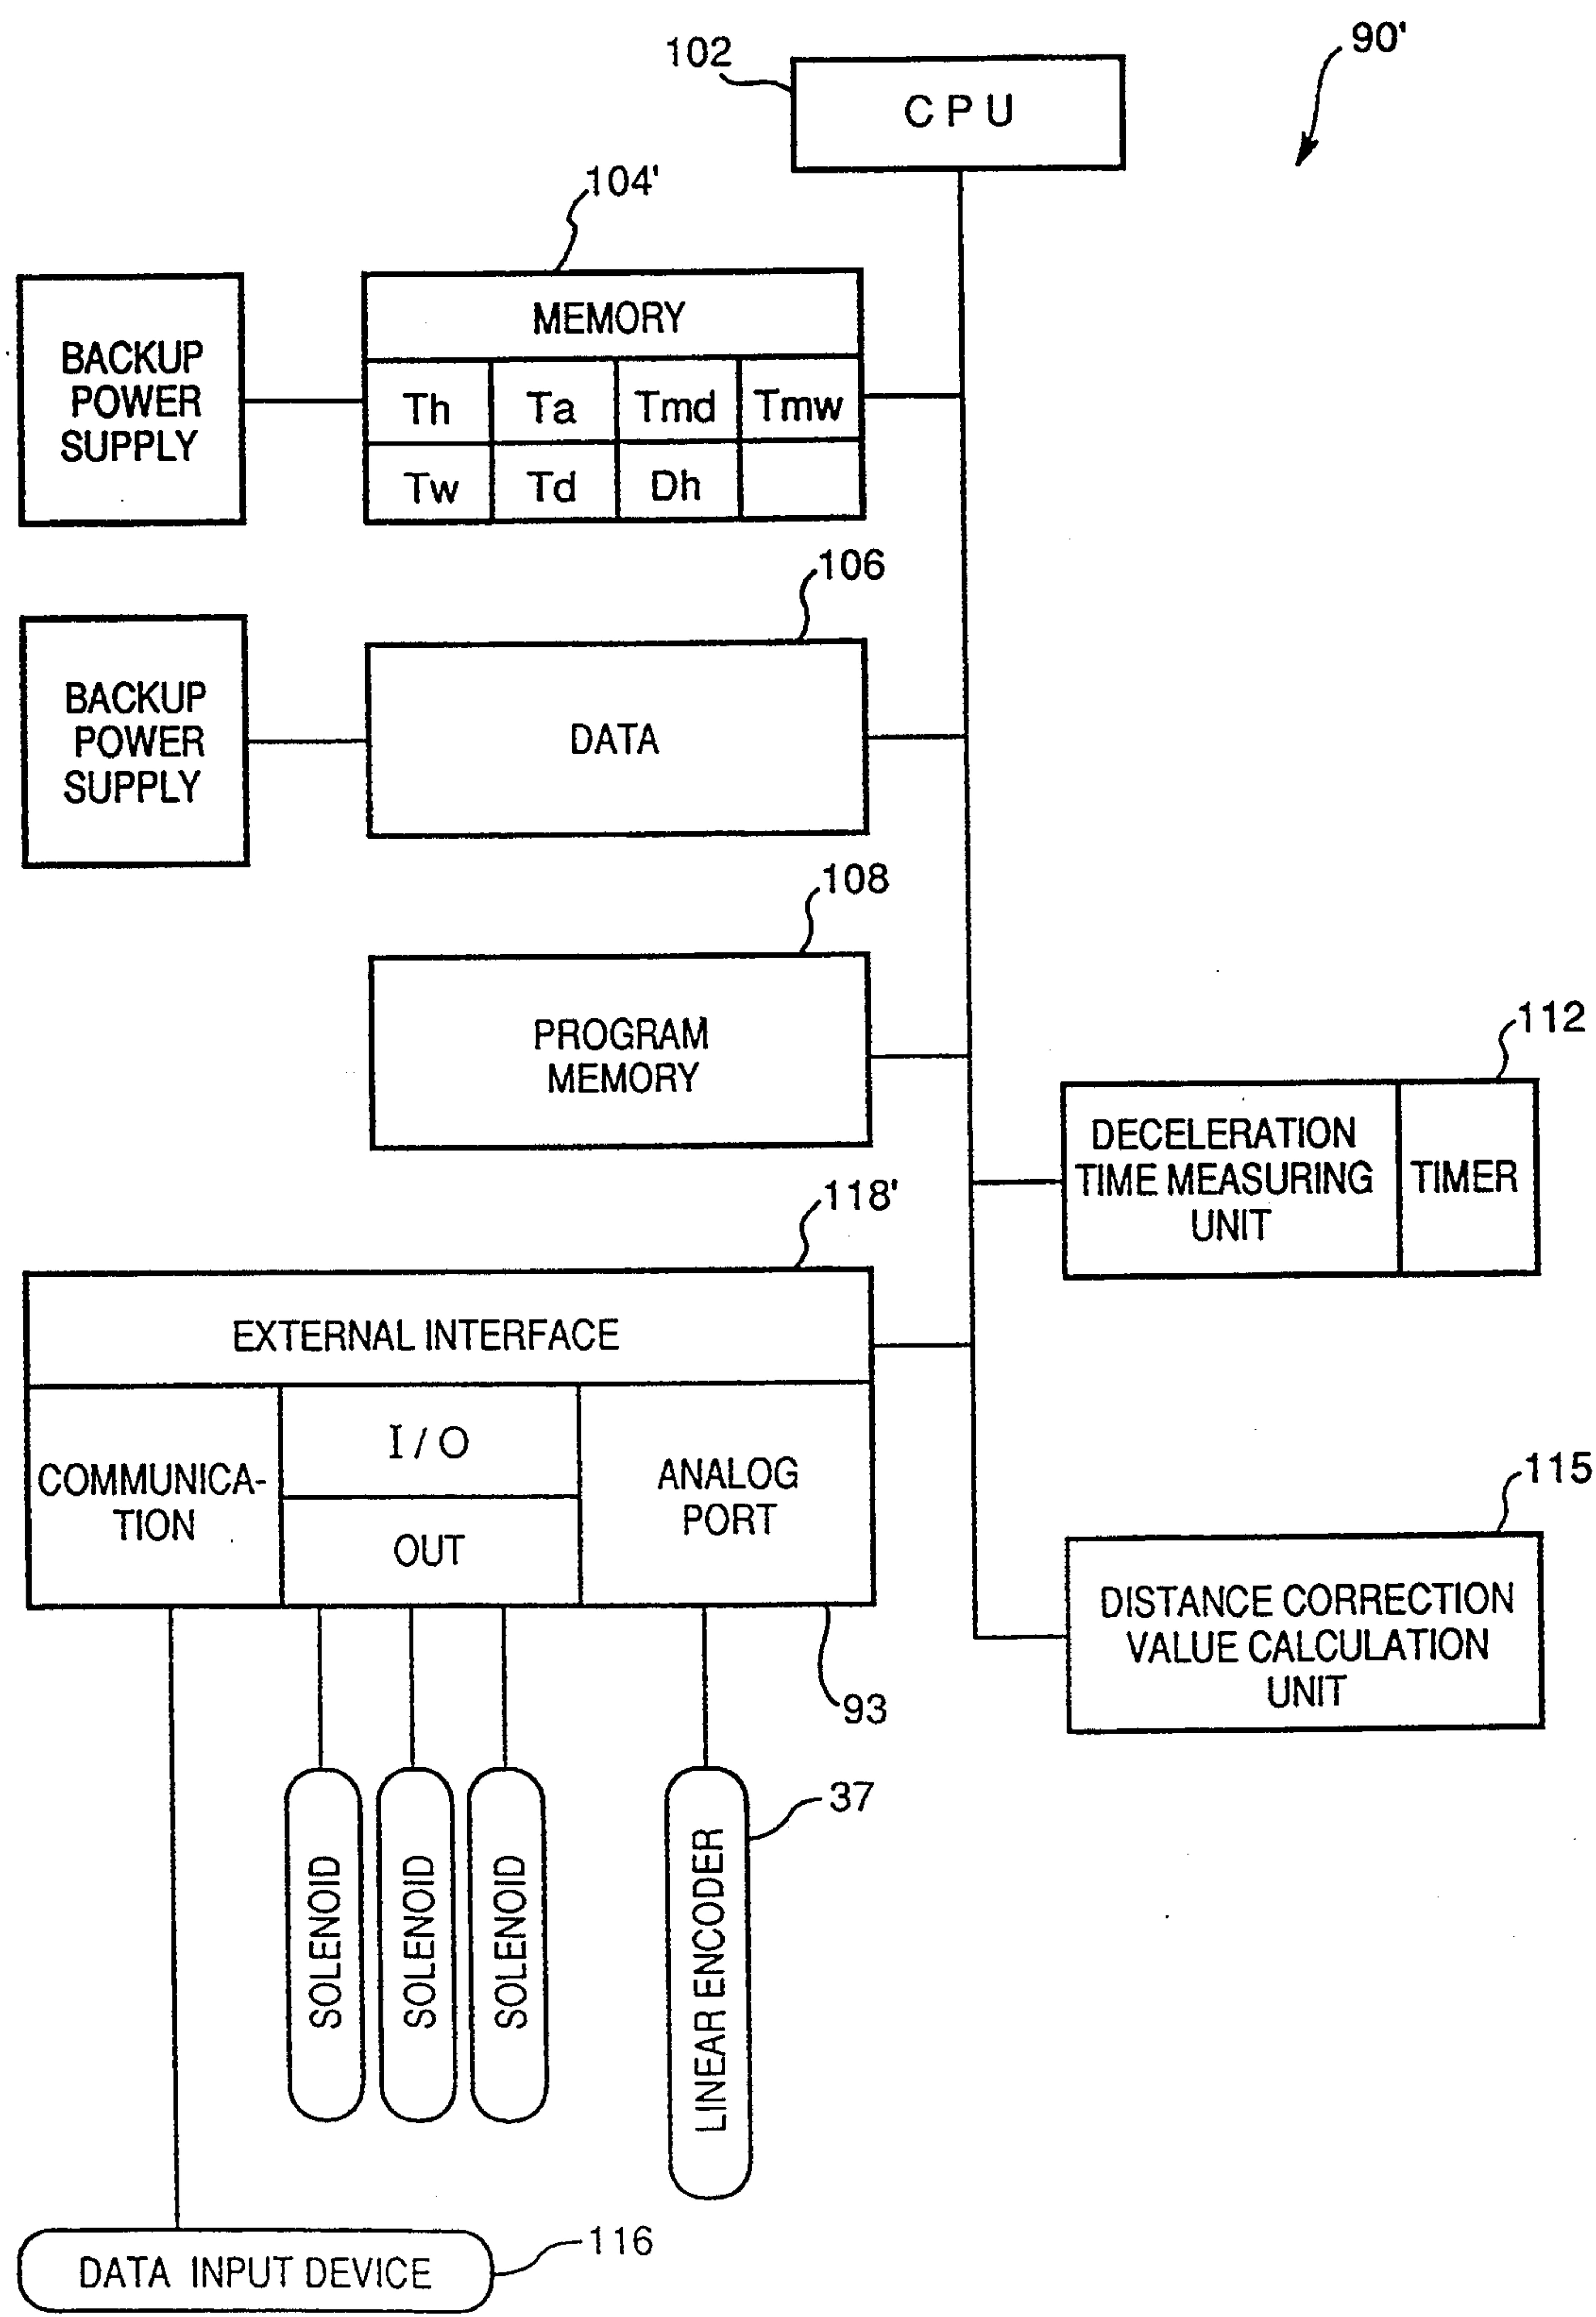 90'
102
C P U
104'
BACKUP
POWER
SUPPLY
MEMORY
Th Ta Tmd Tmw
Tw Td Dh
106
BACKUP
POWER
SUPPLY
DATA
108
PROGRAM
MEMORY
112
DECELERATION
TIME MEASURING
UNIT
TIMER
118'
EXTERNAL INTERFACE
COMMUNICA-
TION
I / O
OUT
ANALOG
PORT
115
DISTANCE CORRECTION
VALUE CALCULATION
UNIT
93
SOLENOID
SOLENOID
SOLENOID
LINEAR ENCODER
37
DATA INPUT DEVICE
116